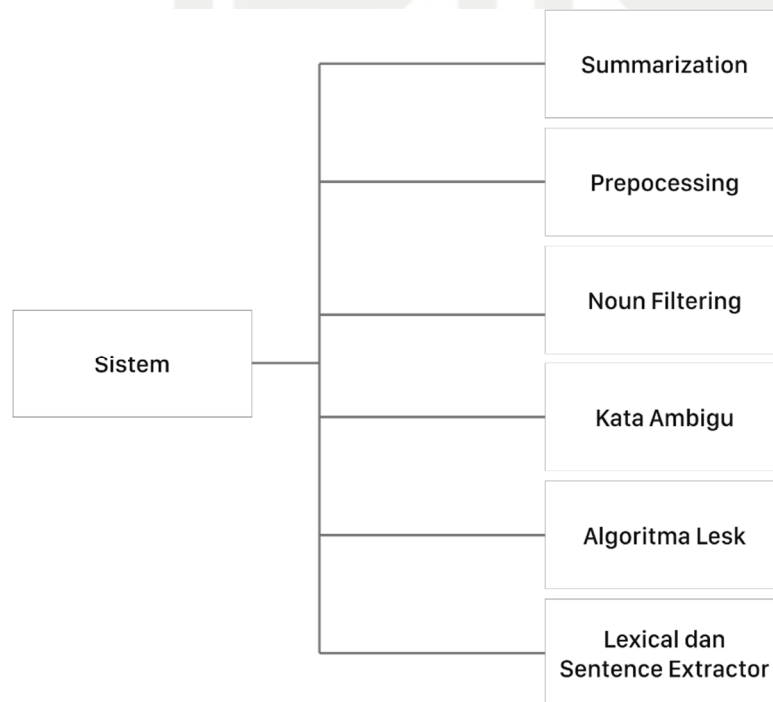 Summarization
Prepocessing
Noun Filtering
Sistem
Kata Ambigu
Algoritma Lesk
Lexical dan
Sentence Extractor